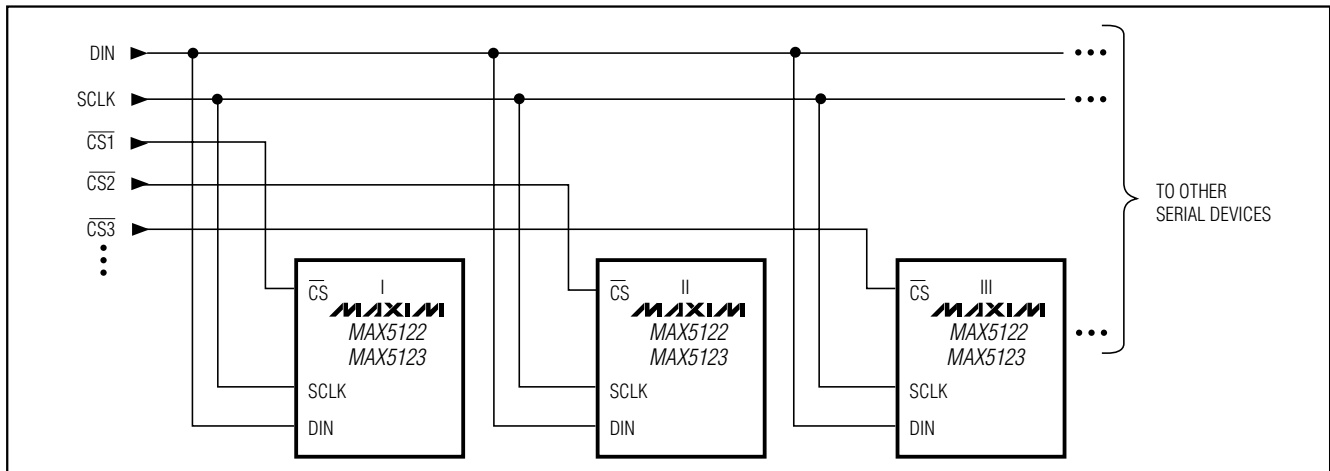 DIN
SCLK
CS1
CS2
CS3
TO OTHER
SERIAL DEVICES
CS
I
MAXIM
MAX5122
MAX5123
SCLK
DIN
CS
II
MAXIM
MAX5122
MAX5123
SCLK
DIN
CS
III
MAXIM
MAX5122
MAX5123
SCLK
DIN